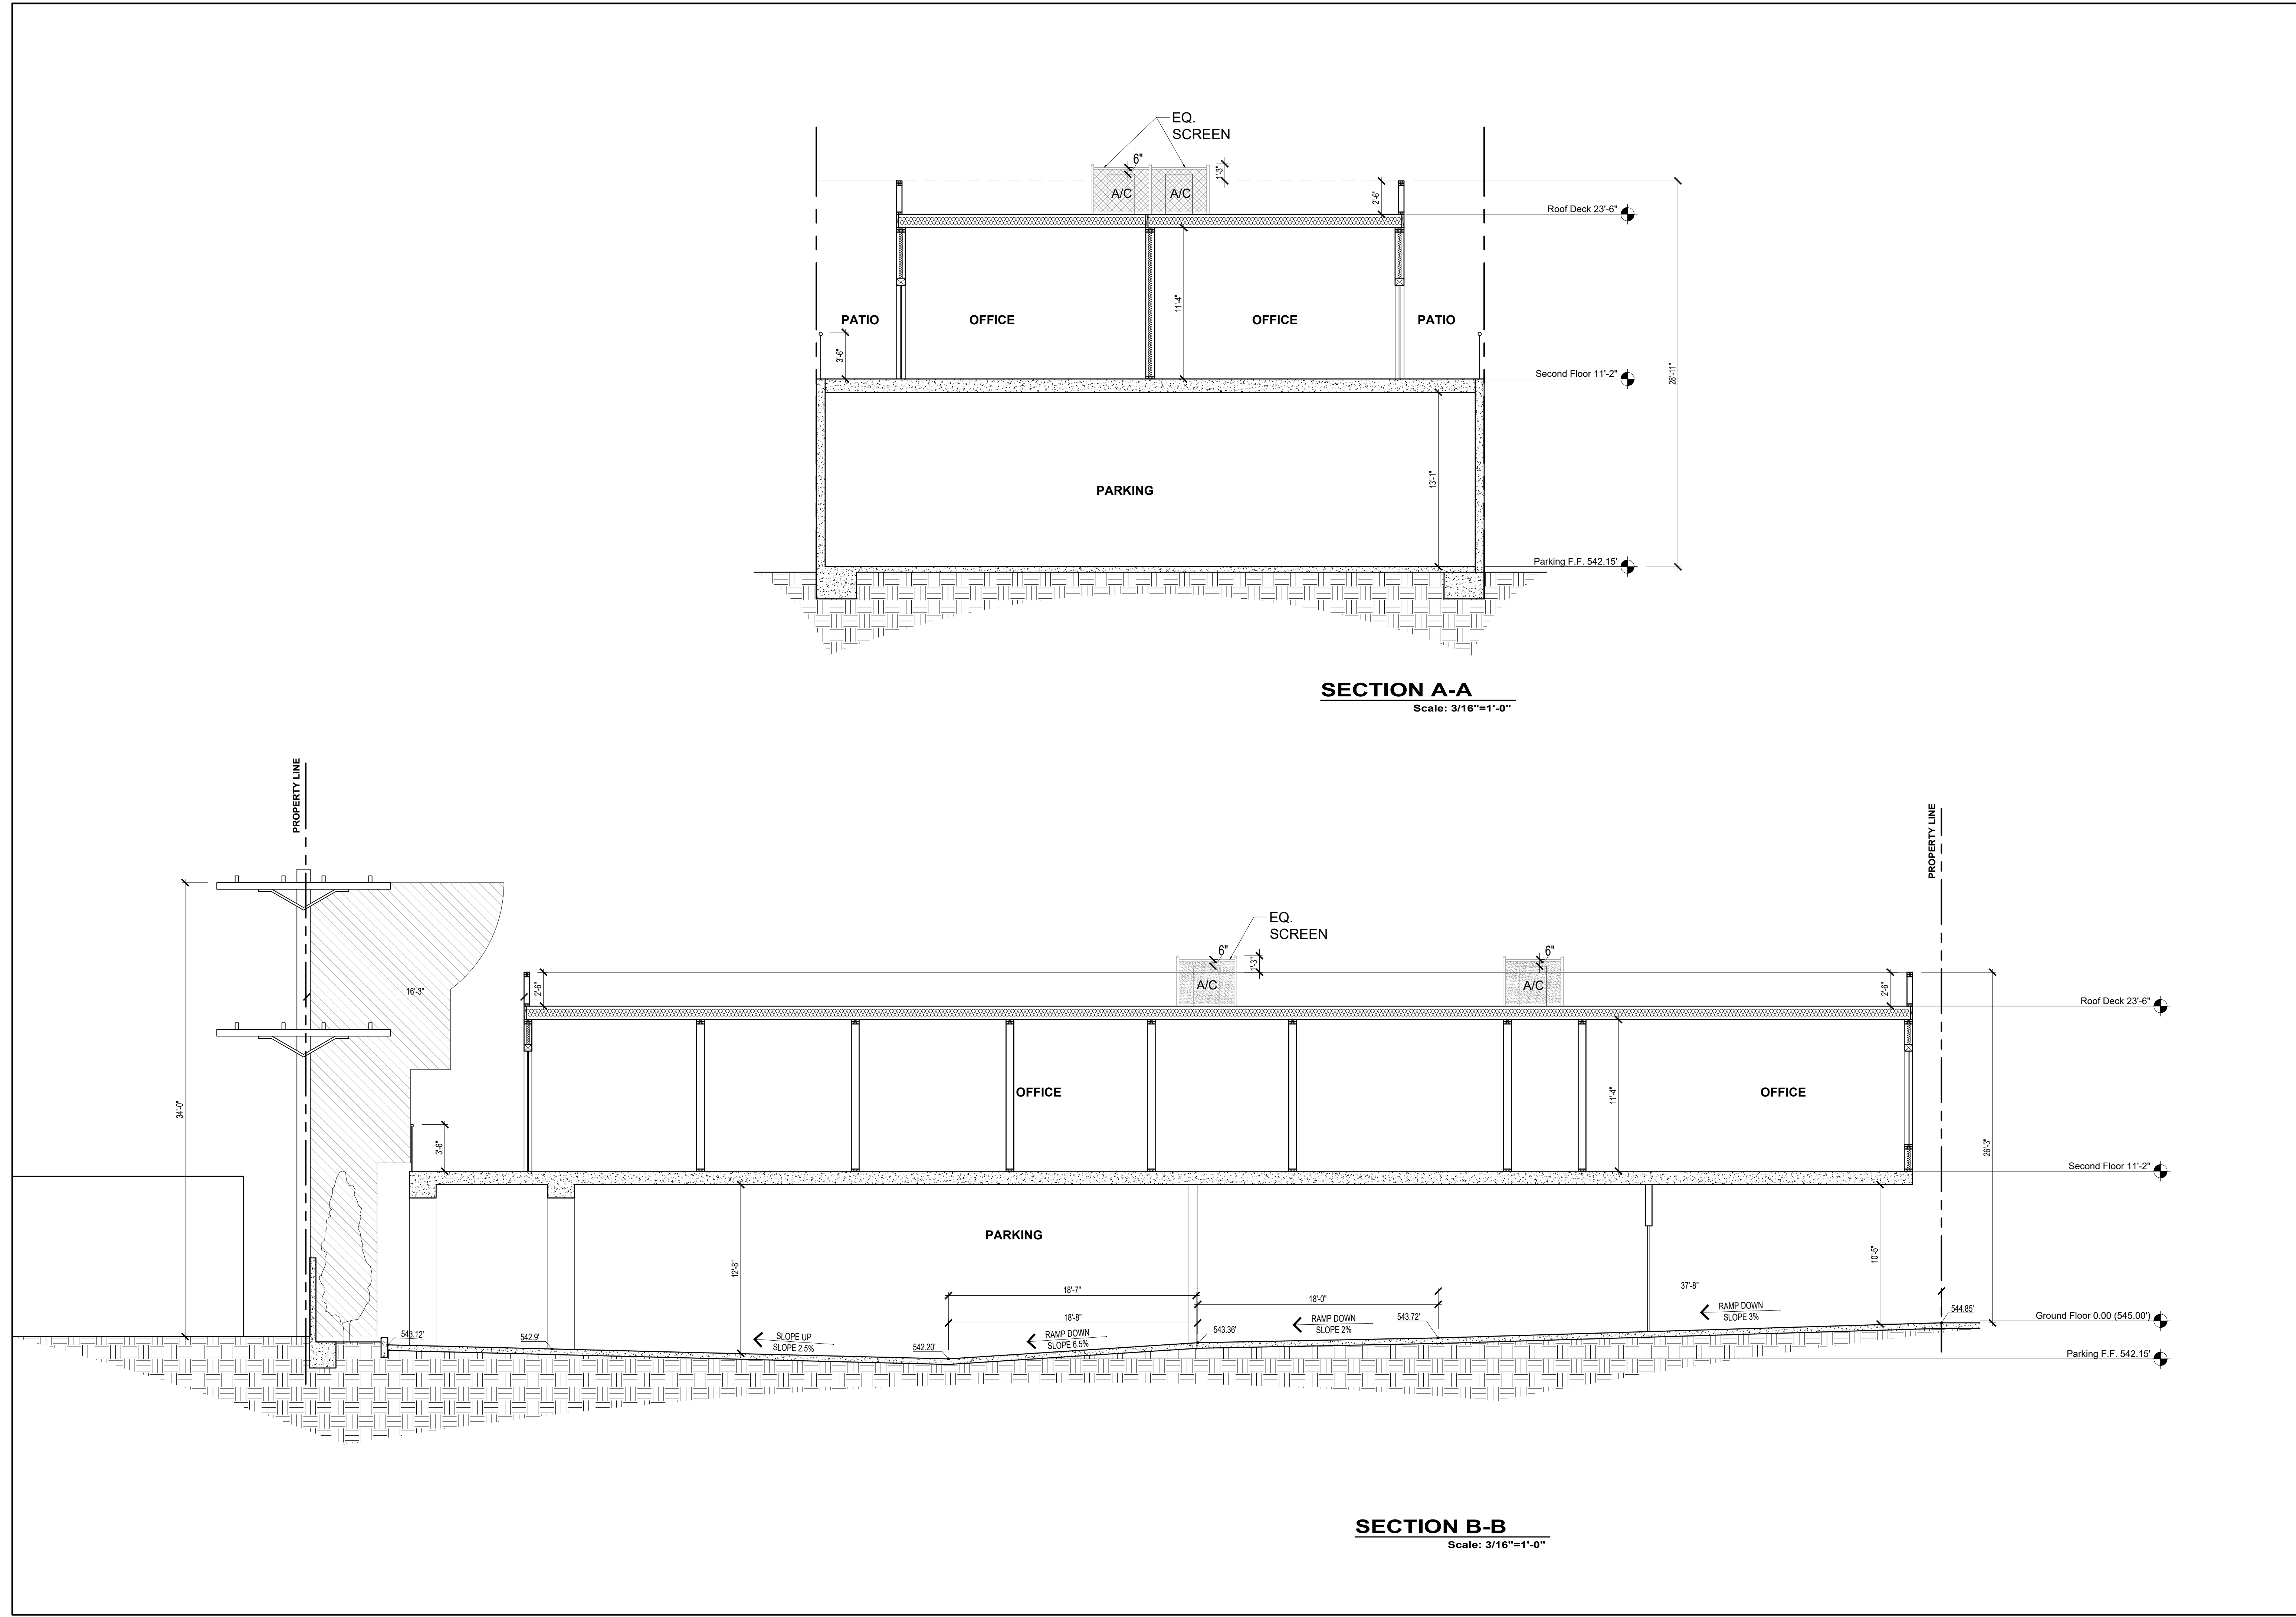 EQ.
SCREEN
6"
1'-3"
A/C
A/C
2'-6"
Roof Deck 23'-6"
11'-4"
PATIO
OFFICE
OFFICE
PATIO
3'-6"
28'-11"
Second Floor 11'-2"
13'-1"
PARKING
Parking F.F. 542.15'
SECTION A-A
Scale: 3/16"=1'-0"
PROPERTY LINE
PROPERTY LINE
EQ.
SCREEN
6"
6"
1'-3"
16'-3"
2'-6"
A/C
A/C
2'-6"
Roof Deck 23'-6"
34'-0"
OFFICE
11'-4"
OFFICE
3'-6"
26'-3"
Second Floor 11'-2"
PARKING
12'-8"
10'-5"
18'-7"
37'-8"
18'-0"
18'-8"
RAMP DOWN
SLOPE 3%
544.85'
Ground Floor 0.00 (545.00')
543.12'
542.9'
SLOPE UP
SLOPE 2.5%
542.20'
RAMP DOWN
SLOPE 6.5%
543.36'
RAMP DOWN
SLOPE 2%
543.72'
Parking F.F. 542.15'
SECTION B-B
Scale: 3/16"=1'-0"